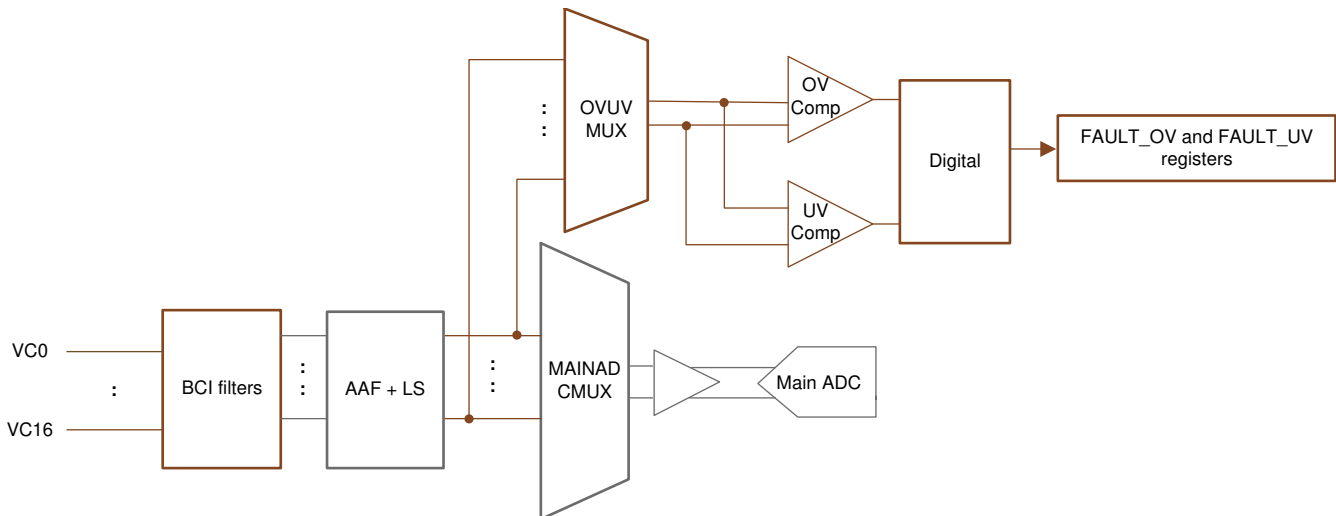 OVUV
MUX
OV
Comp
UV
Comp
Digital
FAULT_OV and FAULT_UV
registers
VC0
:
VC16
BCI filters
:
:
AAF + LS
:
:
:
:
MAINAD
CMUX
Main ADC